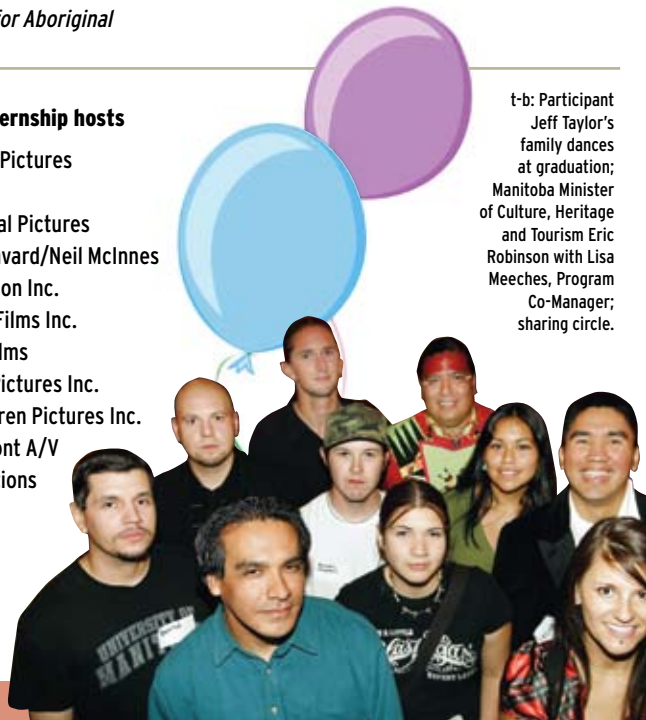 for Aboriginal
ernship hosts
Pictures
al Pictures
vard/Neil McInnes
on Inc.
Films Inc.
lms
ictures Inc.
ren Pictures Inc.
ont A/V
tions
t-b: Participant
Jeff Taylor's
family dances
at graduation;
Manitoba Minister
of Culture, Heritage
and Tourism Eric
Robinson with Lisa
Meeches, Program
Co-Manager;
sharing circle.
UNIVERSITY OF
MANIT